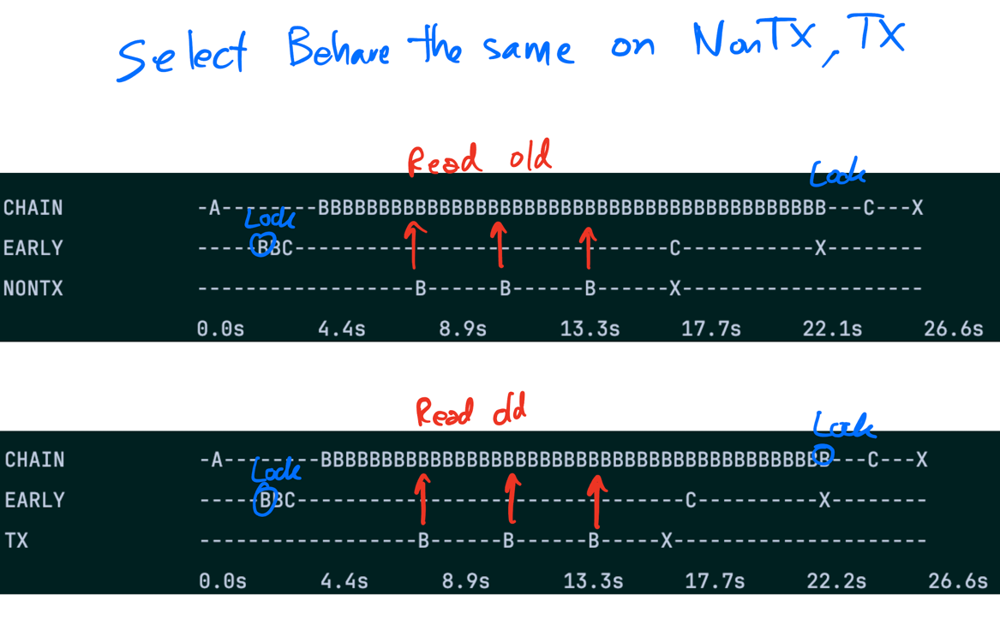 Select Behave the same on NonTX, TX
Read old
Lock
CHAIN -A--------BBBBBBBBBBBBBBBBBBBBBBBBBBBBBBBBBBBBBBBBBB---C---X
Lock
EARLY -----BBC-------------------------------C-----------X--------
NONTX ------------------B------B------B------X--------------------
0.0s 4.4s 8.9s 13.3s 17.7s 22.1s 26.6s
Read old
Lock
CHAIN -A--------BBBBBBBBBBBBBBBBBBBBBBBBBBBBBBBBBBBBBBBBBB---C---X
Lock
EARLY -----BBC--------------------------------C----------X--------
TX ------------------B------B------B-----X---------------------
0.0s 4.4s 8.9s 13.3s 17.7s 22.2s 26.6s